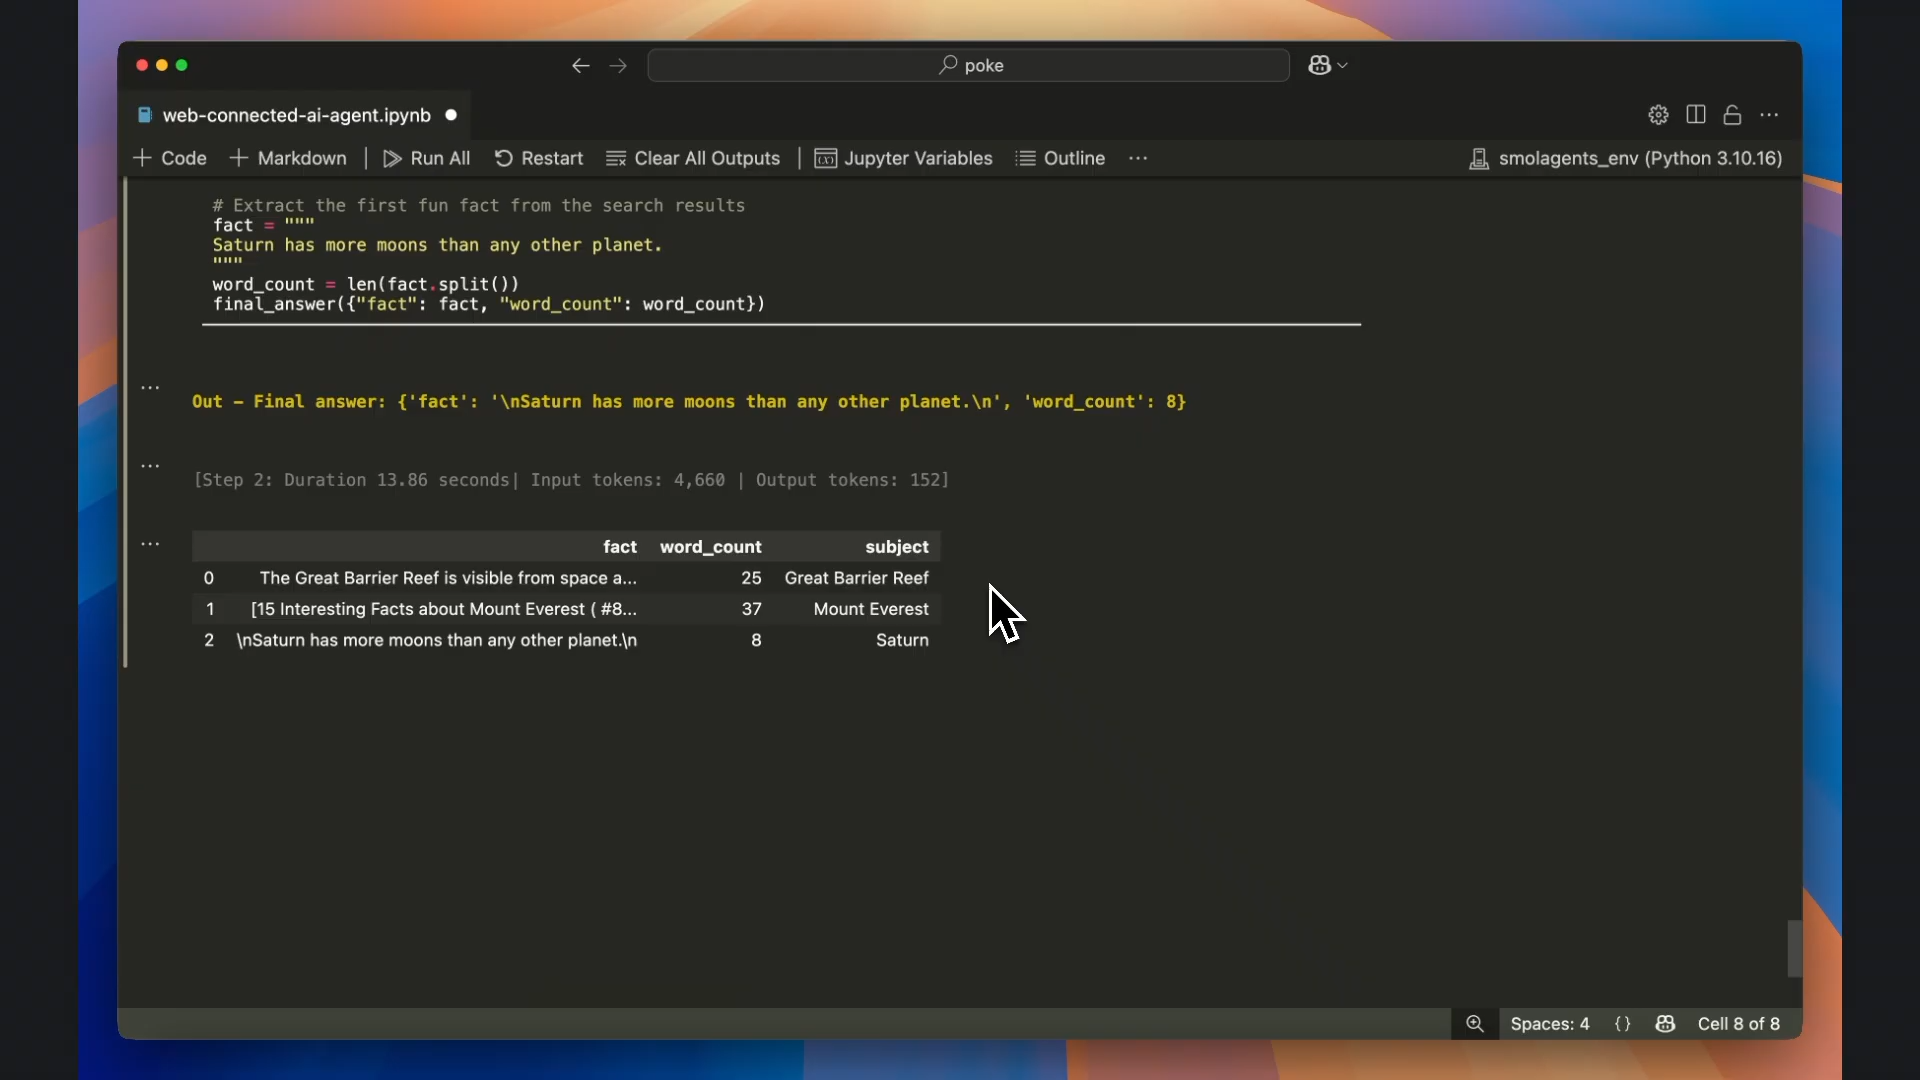 poke
web-connected-ai-agent.ipynb
Code Markdown Run All Restart Clear All Outputs Jupyter Variables Outline ... smolagents_env (Python 3.10.16)
# Extract the first fun fact from the search results
fact = """
Saturn has more moons than any other planet.
"""
word_count = len(fact.split())
final_answer({"fact": fact, "word_count": word_count})
Out - Final answer: {'fact': '\nSaturn has more moons than any other planet.\n', 'word_count': 8}
[Step 2: Duration 13.86 seconds| Input tokens: 4,660 | Output tokens: 152]
fact word_count subject
0 The Great Barrier Reef is visible from space a... 25 Great Barrier Reef
1 [15 Interesting Facts about Mount Everest ( #8... 37 Mount Everest
2 \nSaturn has more moons than any other planet.\n 8 Saturn
Spaces: 4 {} Cell 8 of 8